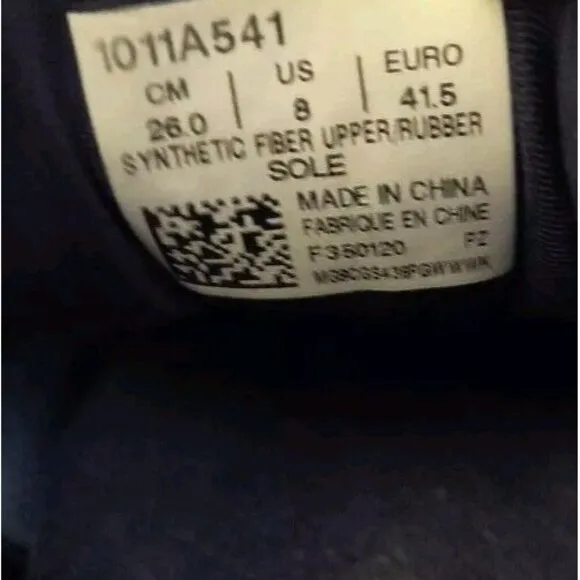 1011A541
CM | US | EURO
26.0 | 8 | 41.5
SYNTHETIC FIBER UPPER/RUBBER
SOLE
MADE IN CHINA
FABRIQUE EN CHINE
F350120 PZ